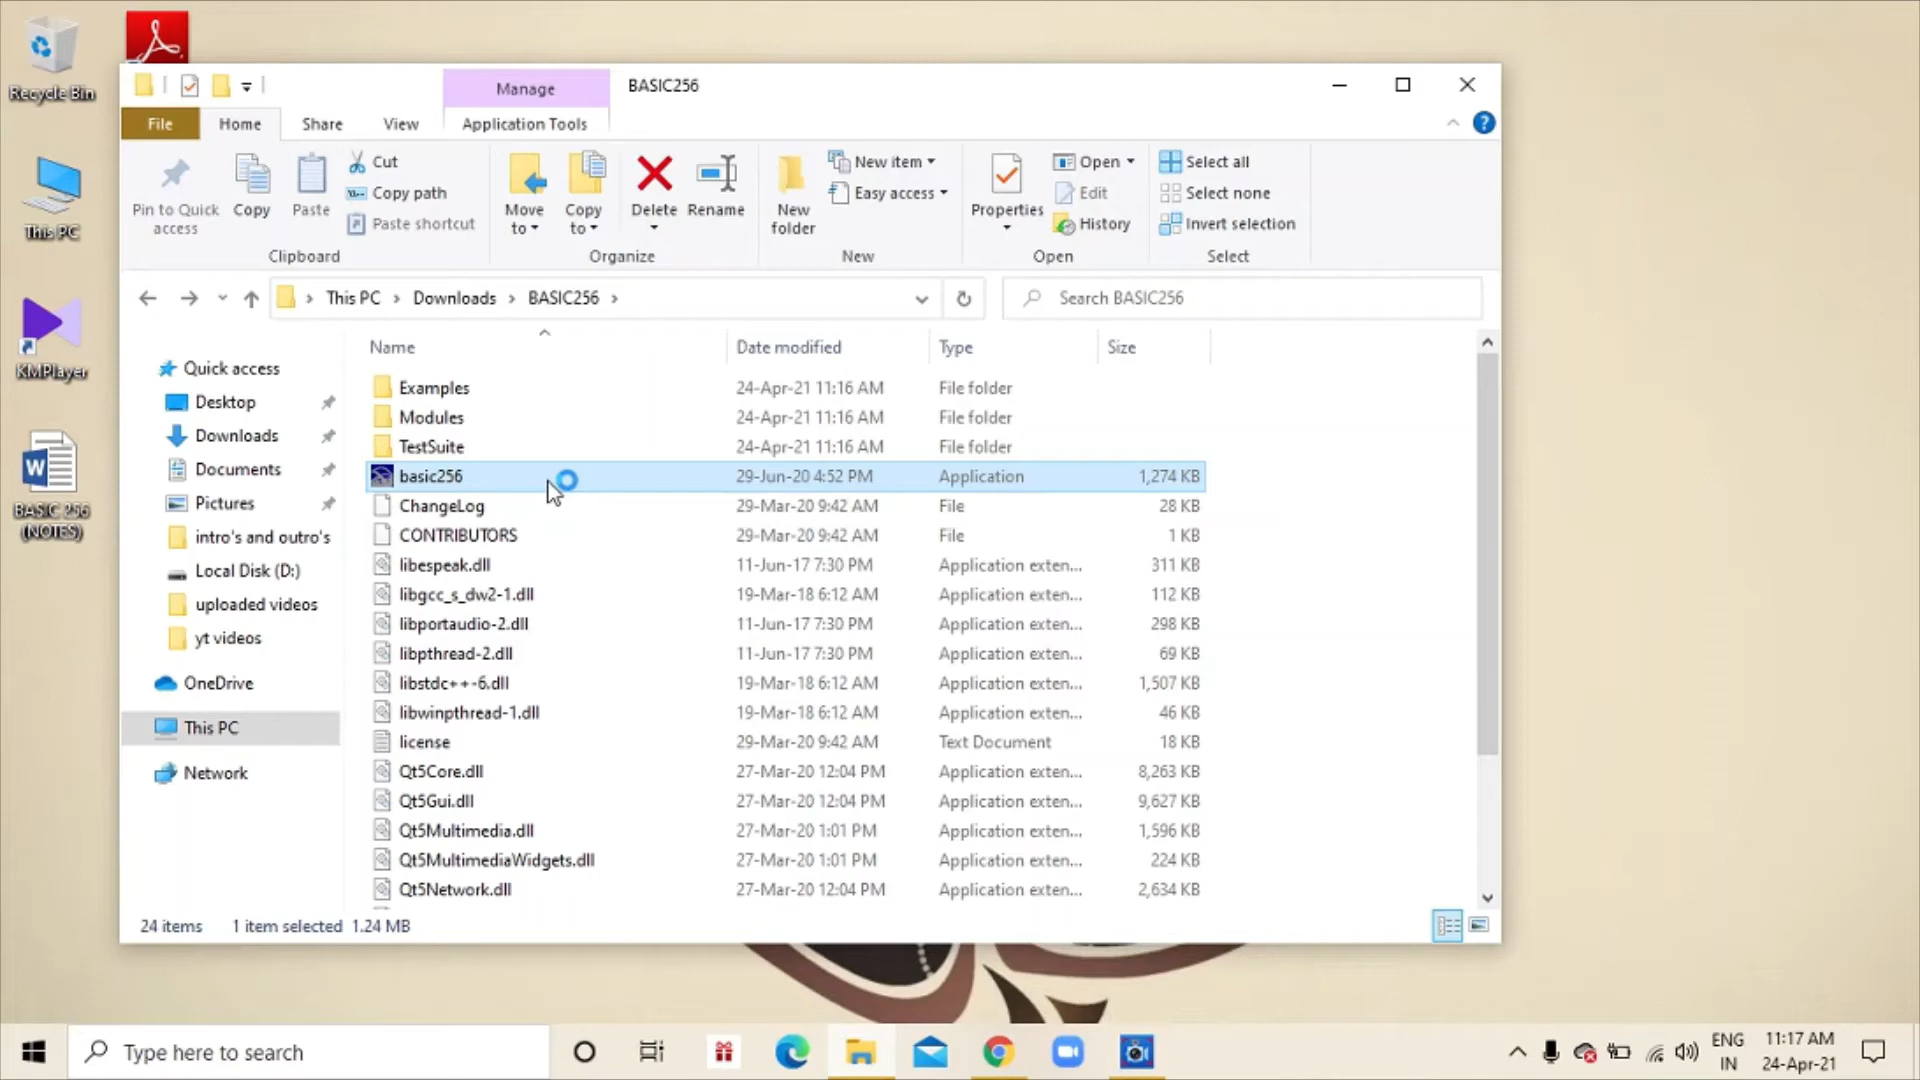 Recycle Bin
This PC
KMPlayer
BASIC 256
(NOTES)
Manage
BASIC256
File
Home
Share
View
Application Tools
Pin to Quick
access
Copy
Paste
Cut
Copy path
Paste shortcut
Clipboard
Move
to
Copy
to
Delete
Rename
Organize
New
folder
New item
Easy access
New
Properties
Open
Edit
History
Open
Select all
Select none
Invert selection
Select
This PC > Downloads > BASIC256 >
Search BASIC256
Quick access
Desktop
Downloads
Documents
Pictures
intro's and outro's
Local Disk (D:)
uploaded videos
yt videos
OneDrive
This PC
Network
Name Date modified Type Size
Examples 24-Apr-21 11:16 AM File folder
Modules 24-Apr-21 11:16 AM File folder
TestSuite 24-Apr-21 11:16 AM File folder
basic256 29-Jun-20 4:52 PM Application 1,274 KB
ChangeLog 29-Mar-20 9:42 AM File 28 KB
CONTRIBUTORS 29-Mar-20 9:42 AM File 1 KB
libespeak.dll 11-Jun-17 7:30 PM Application exten... 311 KB
libgcc_s_dw2-1.dll 19-Mar-18 6:12 AM Application exten... 112 KB
libportaudio-2.dll 11-Jun-17 7:30 PM Application exten... 298 KB
libpthread-2.dll 11-Jun-17 7:30 PM Application exten... 69 KB
libstdc++-6.dll 19-Mar-18 6:12 AM Application exten... 1,507 KB
libwinpthread-1.dll 19-Mar-18 6:12 AM Application exten... 46 KB
license 29-Mar-20 9:42 AM Text Document 18 KB
Qt5Core.dll 27-Mar-20 12:04 PM Application exten... 8,263 KB
Qt5Gui.dll 27-Mar-20 12:04 PM Application exten... 9,627 KB
Qt5Multimedia.dll 27-Mar-20 1:01 PM Application exten... 1,596 KB
Qt5MultimediaWidgets.dll 27-Mar-20 1:01 PM Application exten... 224 KB
Qt5Network.dll 27-Mar-20 12:04 PM Application exten... 2,634 KB
24 items 1 item selected 1.24 MB
Type here to search
ENG
IN
11:17 AM
24-Apr-21